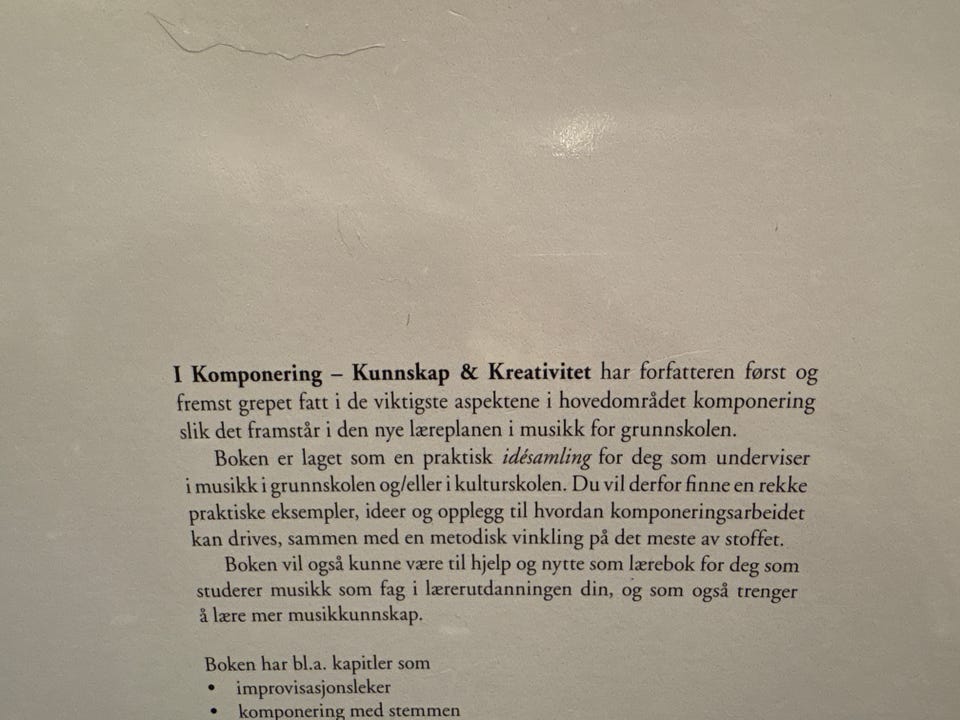 I Komponering – Kunnskap & Kreativitet har forfatteren først og
fremst grepet fatt i de viktigste aspektene i hovedområdet komponering
slik det framstår i den nye læreplanen i musikk for grunnskolen.
Boken er laget som en praktisk idésamling for deg som underviser
i musikk i grunnskolen og/eller i kulturskolen. Du vil derfor finne en rekke
praktiske eksempler, ideer og opplegg til hvordan komponeringsarbeidet
kan drives, sammen med en metodisk vinkling på det meste av stoffet.
Boken vil også kunne være til hjelp og nytte som lærebok for deg som
studerer musikk som fag i lærerutdanningen din, og som også trenger
å lære mer musikkunnskap.
Boken har bl.a. kapitler som
• improvisasjonsleker
• komponering med stemmen